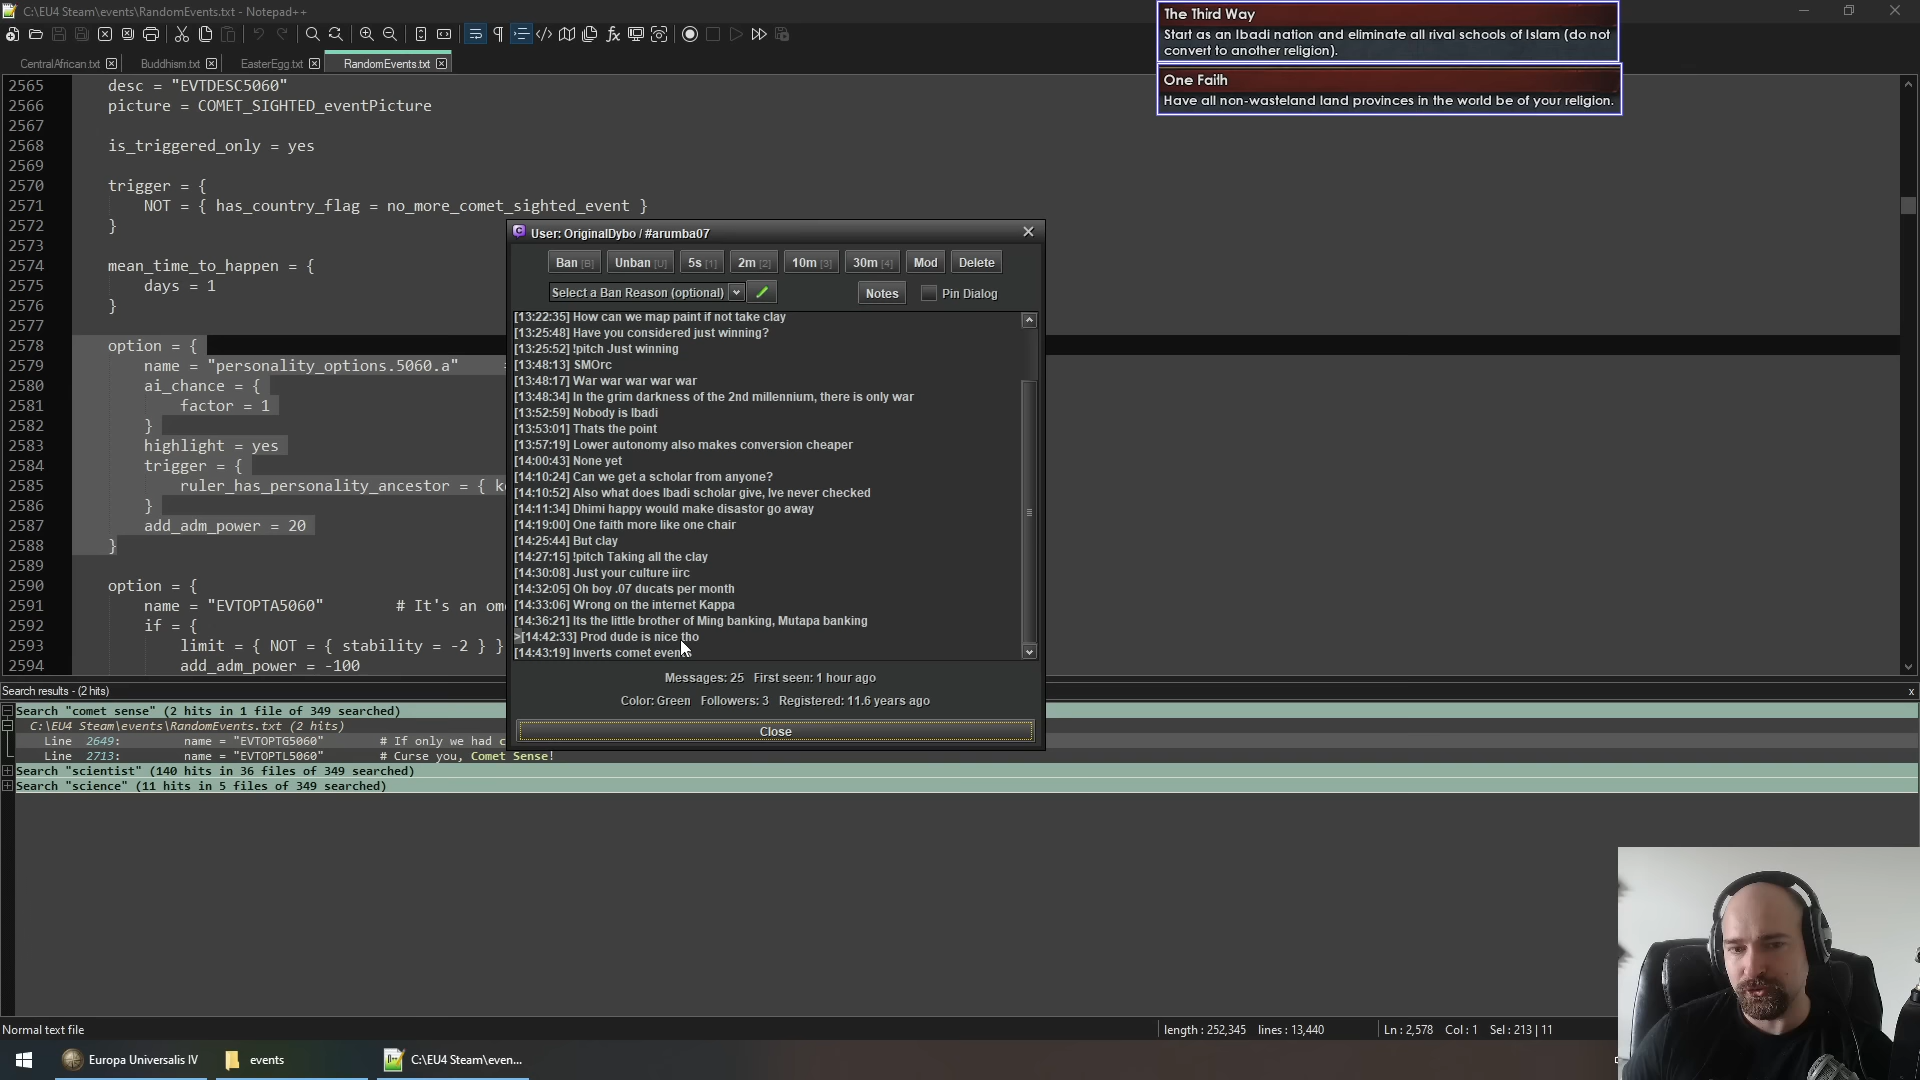 C:\EU4 Steam\events\RandomEvents.txt - Notepad++
CentralAfrican.txt
Buddhism.txt
EasterEgg.txt
RandomEvents.txt
The Third Way
Start as an Ibadi nation and eliminate all rival schools of Islam (do not
convert to another religion).
One Faith
Have all non-wasteland land provinces in the world be of your religion.
2565 desc = "EVTDESC5060"
2566 picture = COMET_SIGHTED_eventPicture
2567
2568 is_triggered_only = yes
2569
2570 trigger = {
2571 NOT = { has_country_flag = no_more_comet_sighted_event }
2572 }
2573
2574 mean_time_to_happen = {
2575 days = 1
2576 }
2577
2578 option = {
2579 name = "personality_options.5060.a"
2580 ai_chance = {
2581 factor = 1
2582 }
2583 highlight = yes
2584 trigger = {
2585 ruler_has_personality_ancestor = {
2586 }
2587 add_adm_power = 20
2588 }
2589
2590 option = {
2591 name = "EVTOPTA5060" # It's an
2592 if = {
2593 limit = { NOT = { stability = -2 } }
2594 add_adm_power = -100
User: OriginalDybo / #arumba07
Ban [B] Unban [U] 5s [1] 2m [2] 10m [3] 30m [4] Mod Delete
Select a Ban Reason (optional) Notes Pin Dialog
[13:22:35] How can we map paint if not take clay
[13:25:48] Have you considered just winning?
[13:25:52] !pitch Just winning
[13:48:13] SMOrc
[13:48:17] War war war war war
[13:48:34] In the grim darkness of the 2nd millennium, there is only war
[13:52:59] Nobody is Ibadi
[13:53:01] Thats the point
[13:57:19] Lower autonomy also makes conversion cheaper
[14:00:43] None yet
[14:10:24] Can we get a scholar from anyone?
[14:10:52] Also what does Ibadi scholar give, Ive never checked
[14:11:34] Dhimi happy would make disastor go away
[14:19:00] One faith more like one chair
[14:25:44] But clay
[14:27:15] !pitch Taking all the clay
[14:30:08] Just your culture iirc
[14:32:05] Oh boy .07 ducats per month
[14:33:06] Wrong on the internet Kappa
[14:36:21] Its the little brother of Ming banking, Mutapa banking
>[14:42:33] Prod dude is nice tho
[14:43:19] Inverts comet
Messages: 25 First seen: 1 hour ago
Color: Green Followers: 3 Registered: 11.6 years ago
Close
Search results - (2 hits)
Search "comet sense" (2 hits in 1 file of 349 searched)
C:\EU4 Steam\events\RandomEvents.txt (2 hits)
Line 2649: name = "EVTOPTG5060" # If only we had
Line 2713: name = "EVTOPTL5060" # Curse you, Comet Sense!
Search "scientist" (140 hits in 36 files of 349 searched)
Search "science" (11 hits in 5 files of 349 searched)
Normal text file
length : 252,345 lines : 13,440
Ln : 2,578 Col : 1 Sel : 213 | 11
Europa Universalis IV
events
C:\EU4 Steam\even...